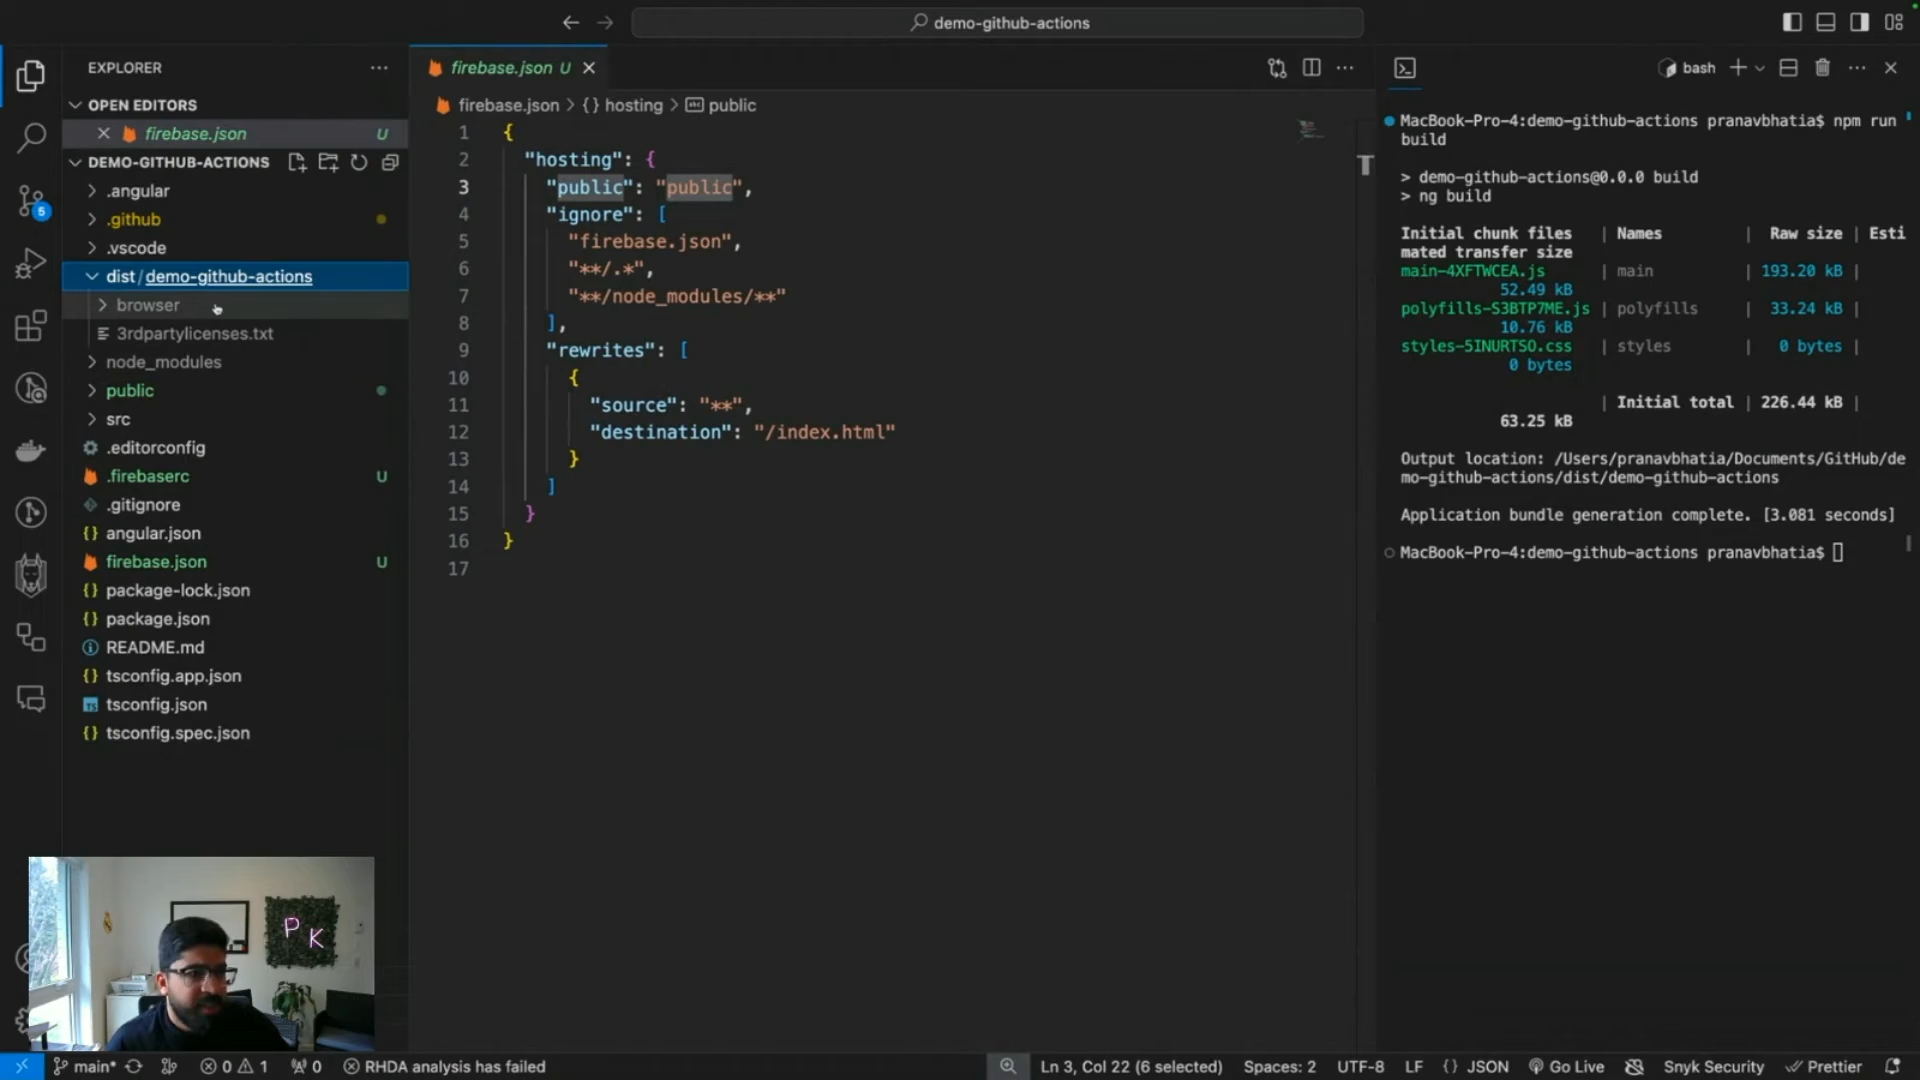 demo-github-actions
EXPLORER
OPEN EDITORS
firebase.json U
DEMO-GITHUB-ACTIONS
.angular
.github
.vscode
dist / demo-github-actions
browser
3rdpartylicenses.txt
node_modules
public
src
.editorconfig
.firebaserc U
.gitignore
angular.json
firebase.json U
package-lock.json
package.json
README.md
tsconfig.app.json
tsconfig.json
tsconfig.spec.json
firebase.json U
firebase.json > {} hosting > public
1 {
2 "hosting": {
3 "public": "public",
4 "ignore": [
5 "firebase.json",
6 "**/.*",
7 "**/node_modules/**"
8 ],
9 "rewrites": [
10 {
11 "source": "**",
12 "destination": "/index.html"
13 }
14 ]
15 }
16 }
17
bash
MacBook-Pro-4:demo-github-actions pranavbhatia$ npm run
build
> demo-github-actions@0.0.0 build
> ng build
Initial chunk files | Names | Raw size | Esti
mated transfer size
main-4XFTWCEA.js | main | 193.20 kB |
52.49 kB
polyfills-S3BTP7ME.js | polyfills | 33.24 kB |
10.76 kB
styles-5INURTSO.css | styles | 0 bytes |
0 bytes
| Initial total | 226.44 kB |
63.25 kB
Output location: /Users/pranavbhatia/Documents/GitHub/de
mo-github-actions/dist/demo-github-actions
Application bundle generation complete. [3.081 seconds]
MacBook-Pro-4:demo-github-actions pranavbhatia$
5
P K
main* 0 1 0 RHDA analysis has failed
Ln 3, Col 22 (6 selected) Spaces: 2 UTF-8 LF {} JSON Go Live Snyk Security Prettier